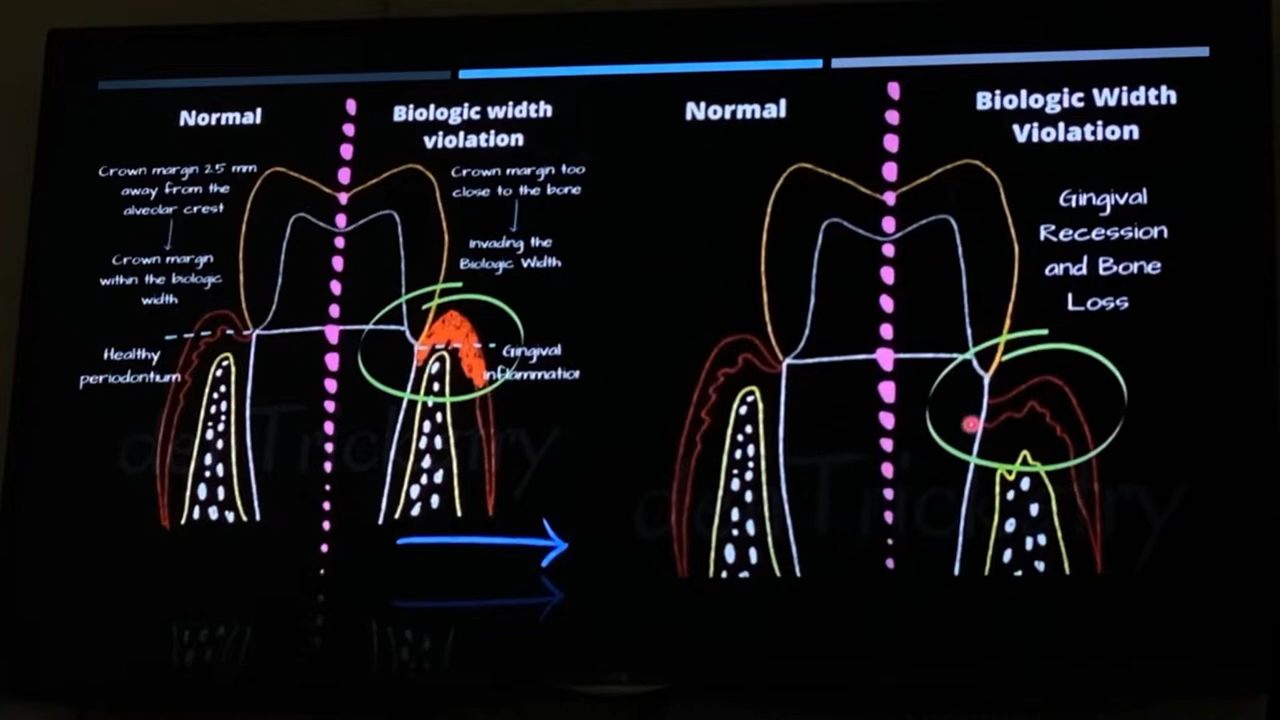 Normal
Biologic width
violation
Crown margin 2.5 mm
away from the
alveolar crest
Crown margin
within the biologic
width
Healthy
periodontium
Crown margin too
close to the bone
Invading the
Biologic Width
Gingival
inflammation
Normal
Biologic Width
Violation
Gingival
Recession
and Bone
Loss